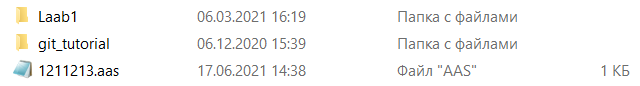 Laab1 06.03.2021 16:19 Папка с файлами
git_tutorial 06.12.2020 15:39 Папка с файлами
1211213.aas 17.06.2021 14:38 Файл "AAS" 1 КБ